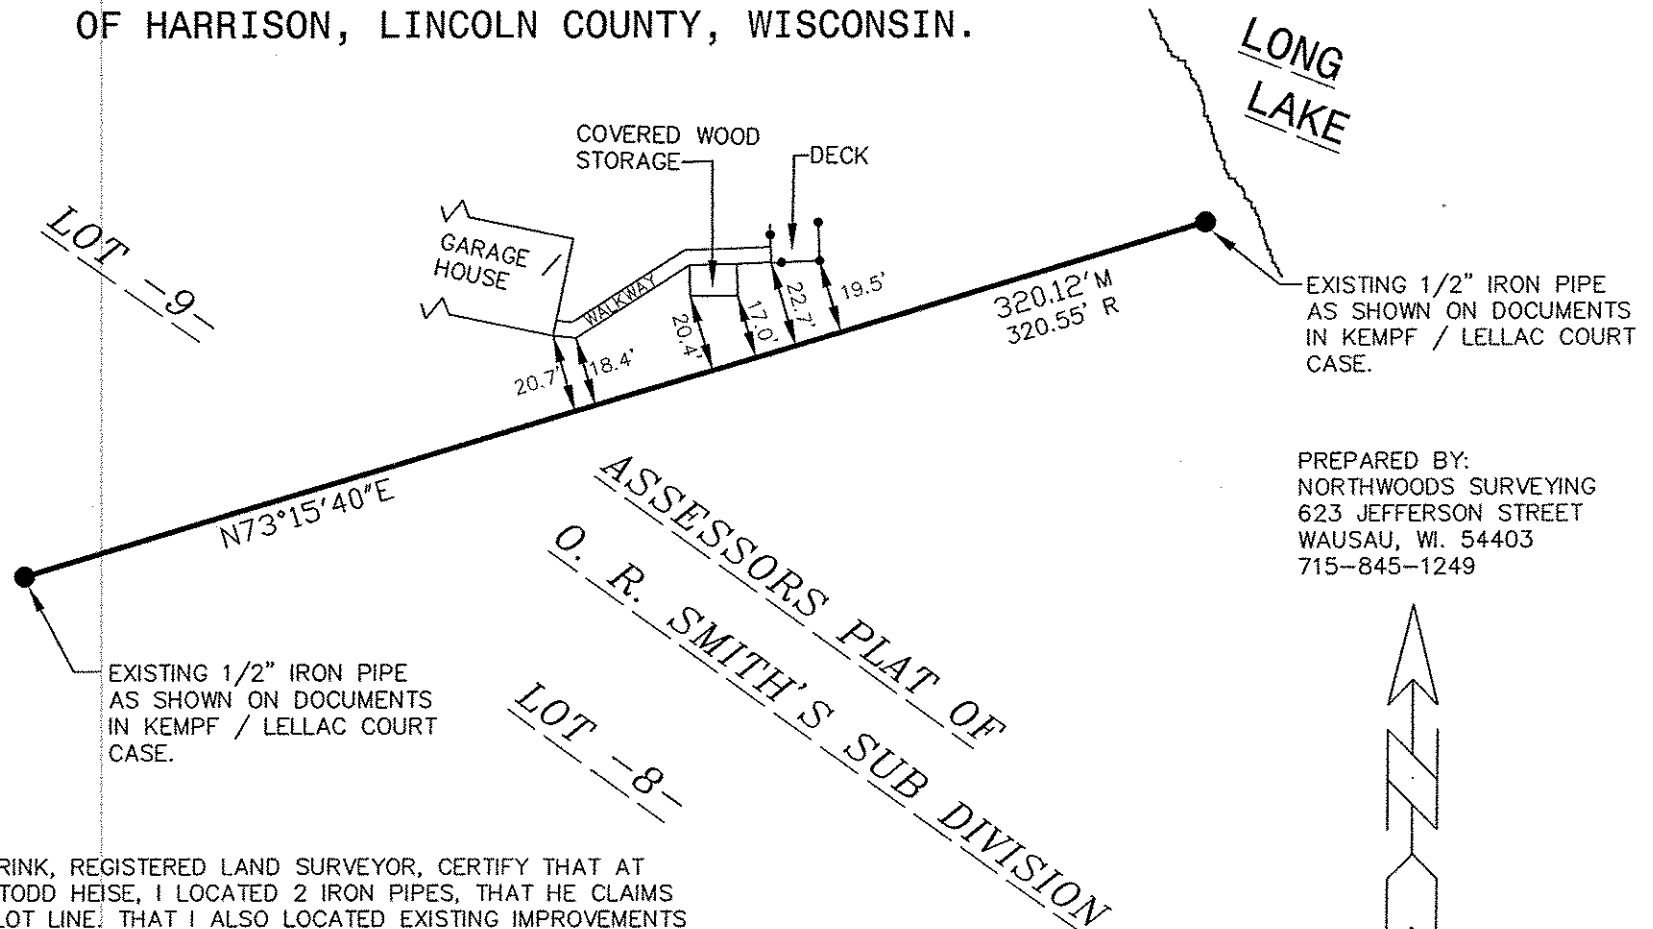 OF HARRISON, LINCOLN COUNTY, WISCONSIN.
LONG
LAKE
COVERED WOOD
STORAGE
DECK
LOT -9-
GARAGE /
HOUSE
WALKWAY
20.7'
18.4'
20.4'
17.0'
22.7'
19.5'
320.12' M
320.55' R
EXISTING 1/2" IRON PIPE
AS SHOWN ON DOCUMENTS
IN KEMPF / LELLAC COURT
CASE.
N73°15'40"E
PREPARED BY:
NORTHWOODS SURVEYING
623 JEFFERSON STREET
WAUSAU, WI. 54403
715-845-1249
ASSESSORS PLAT OF
O. R. SMITH'S SUB DIVISION
EXISTING 1/2" IRON PIPE
AS SHOWN ON DOCUMENTS
IN KEMPF / LELLAC COURT
CASE.
LOT -8-
N
RINK, REGISTERED LAND SURVEYOR, CERTIFY THAT AT
TODD HEISE, I LOCATED 2 IRON PIPES, THAT HE CLAIMS
LOT LINE. THAT I ALSO LOCATED EXISTING IMPROVEMENTS